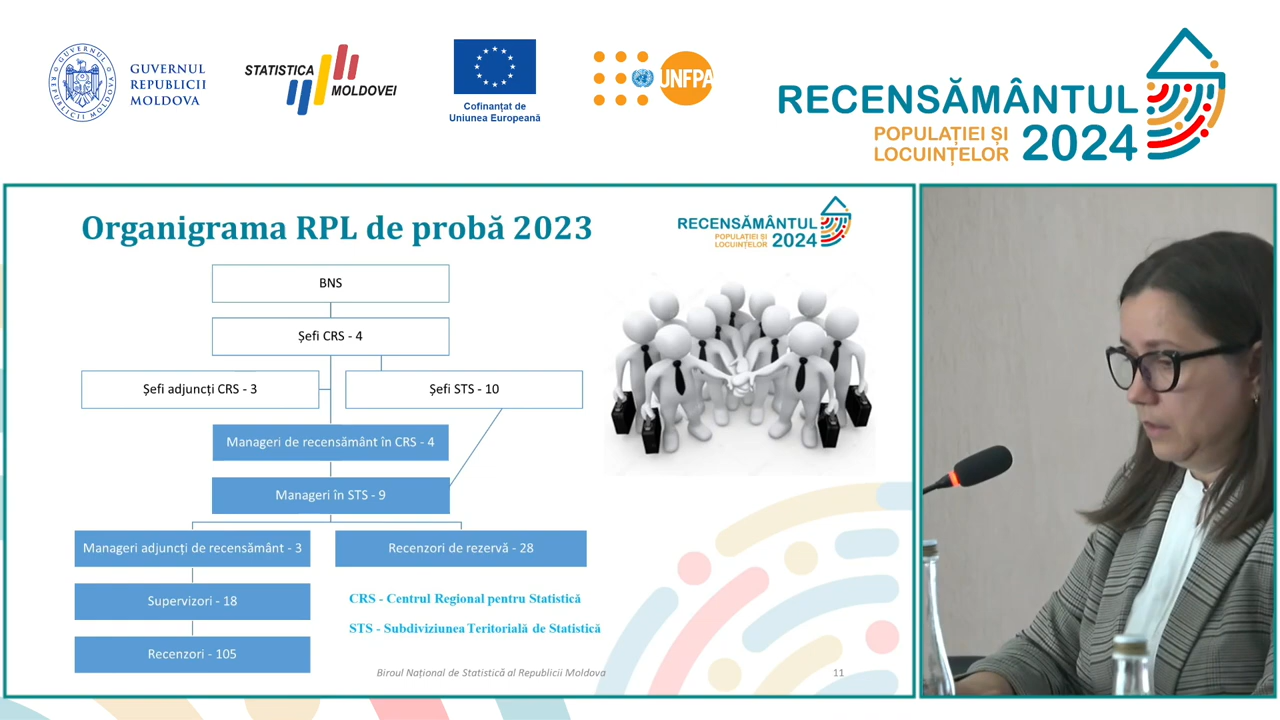 GUVERNUL
REPUBLICII
MOLDOVA
STATISTICA
MOLDOVEI
Cofinanțat de
Uniunea Europeană
UNFPA
RECENSĂMÂNTUL
POPULAȚIEI ȘI
LOCUINȚELOR
2024
Organigrama RPL de probă 2023
RECENSĂMÂNTUL
POPULAȚIEI ȘI
LOCUINȚELOR
2024
BNS
Șefi CRS - 4
Șefi adjuncți CRS - 3
Șefi STS - 10
Manageri de recensământ în CRS - 4
Manageri în STS - 9
Manageri adjuncți de recensământ - 3
Recenzori de rezervă - 28
Supervizori - 18
Recenzori - 105
CRS - Centrul Regional pentru Statistică
STS - Subdiviziunea Teritorială de Statistică
Biroul Național de Statistică al Republicii Moldova
11